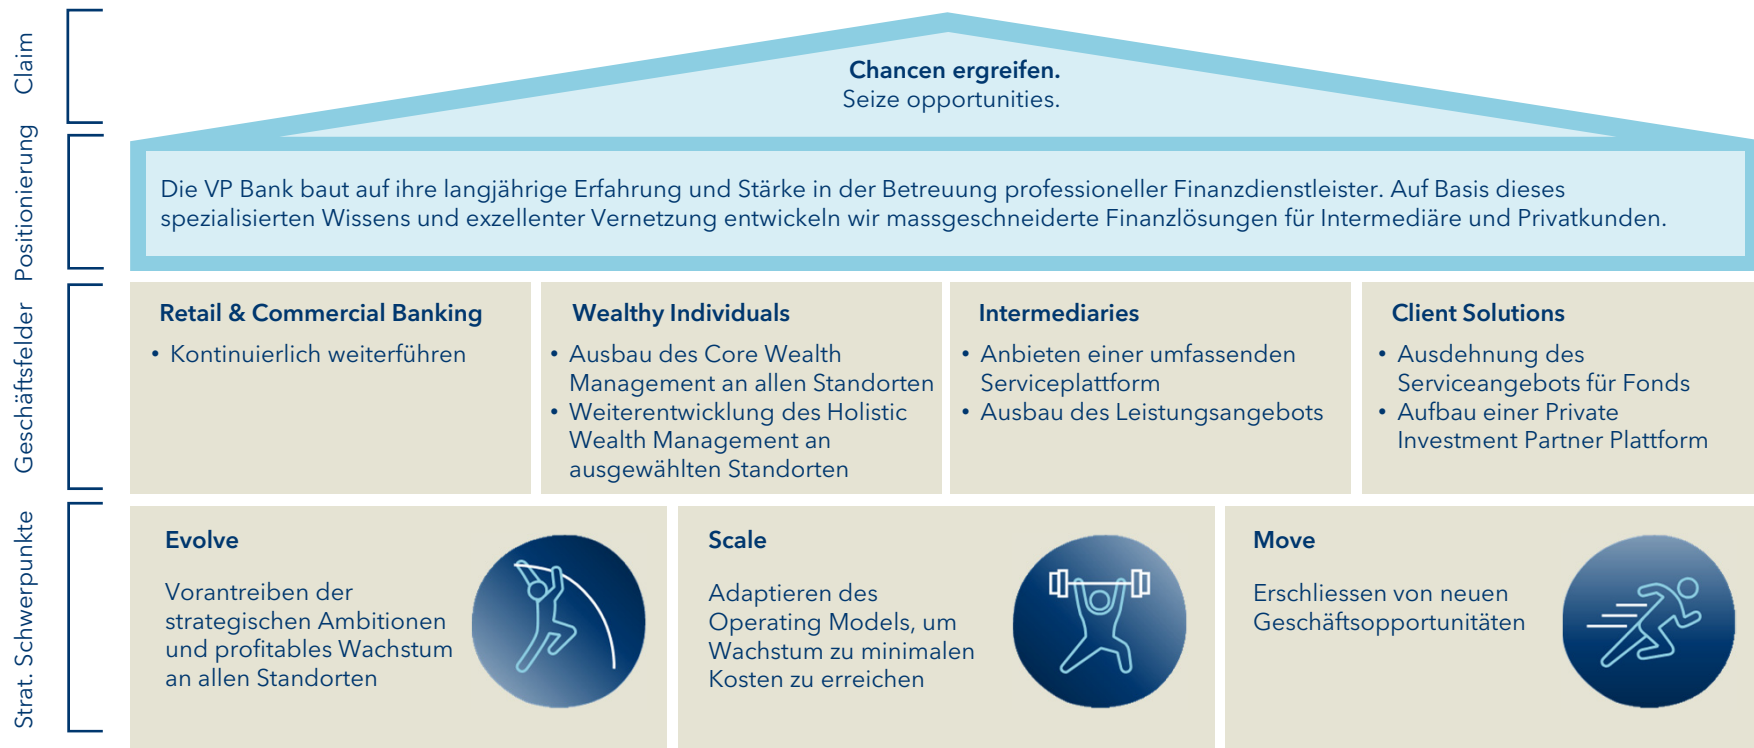 Claim
Chancen ergreifen.
Seize opportunities.
Positionierung
Die VP Bank baut auf ihre langjährige Erfahrung und Stärke in der Betreuung professioneller Finanzdienstleister. Auf Basis dieses
spezialisierten Wissens und exzellenter Vernetzung entwickeln wir massgeschneiderte Finanzlösungen für Intermediäre und Privatkunden.
Geschäftsfelder
Retail & Commercial Banking
• Kontinuierlich weiterführen
Wealthy Individuals
• Ausbau des Core Wealth
Management an allen Standorten
• Weiterentwicklung des Holistic
Wealth Management an
ausgewählten Standorten
Intermediaries
• Anbieten einer umfassenden
Serviceplattform
• Ausbau des Leistungsangebots
Client Solutions
• Ausdehnung des
Serviceangebots für Fonds
• Aufbau einer Private
Investment Partner Plattform
Strat. Schwerpunkte
Evolve
Vorantreiben der
strategischen Ambitionen
und profitables Wachstum
an allen Standorten
Scale
Adaptieren des
Operating Models, um
Wachstum zu minimalen
Kosten zu erreichen
Move
Erschliessen von neuen
Geschäftsopportunitäten